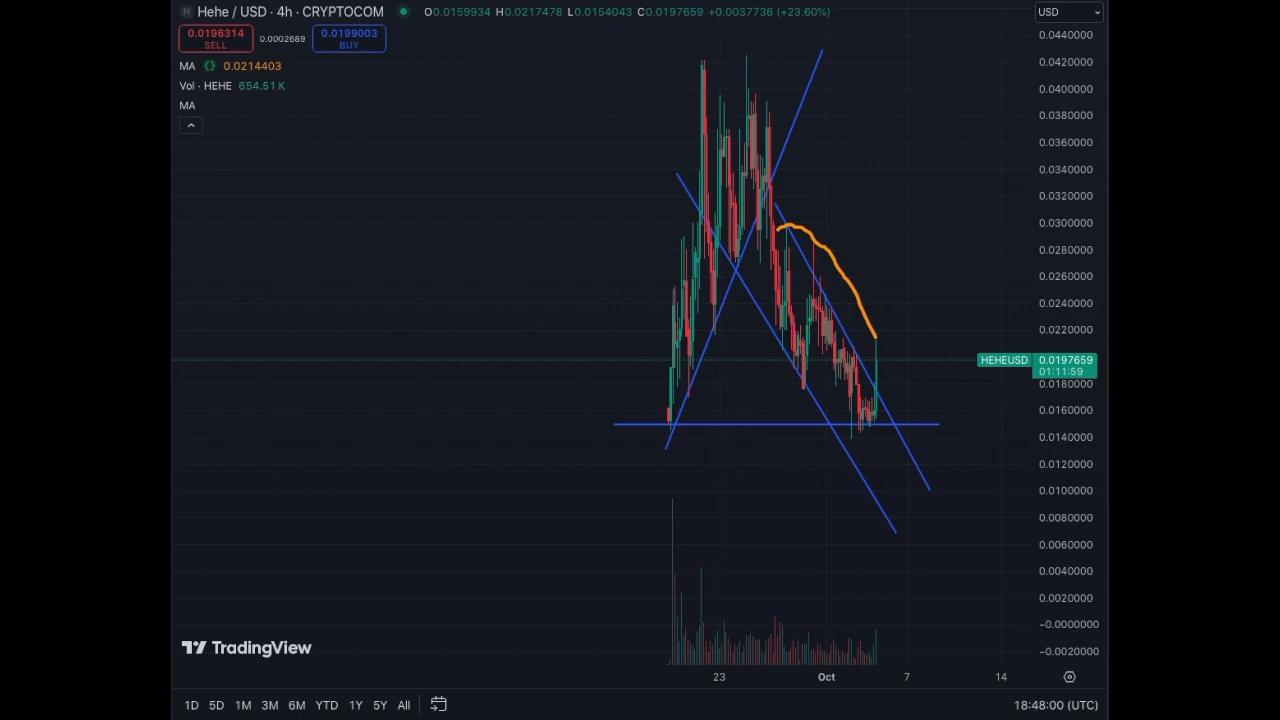 H Hehe / USD · 4h · CRYPTOCOM O0.0159934 H0.0217478 L0.0154043 C0.0197659 +0.0037736 (+23.60%) USD
0.0196314 0.0002689 0.0199003
SELL BUY
MA 0.0214403
Vol · HEHE 654.51 K
MA
0.0440000
0.0420000
0.0400000
0.0380000
0.0360000
0.0340000
0.0320000
0.0300000
0.0280000
0.0260000
0.0240000
0.0220000
HEHEUSD 0.0197659
01:11:59
0.0180000
0.0160000
0.0140000
0.0120000
0.0100000
0.0080000
0.0060000
0.0040000
0.0020000
−0.0000000
−0.0020000
TradingView
23 Oct 7 14
1D 5D 1M 3M 6M YTD 1Y 5Y All 18:48:00 (UTC)